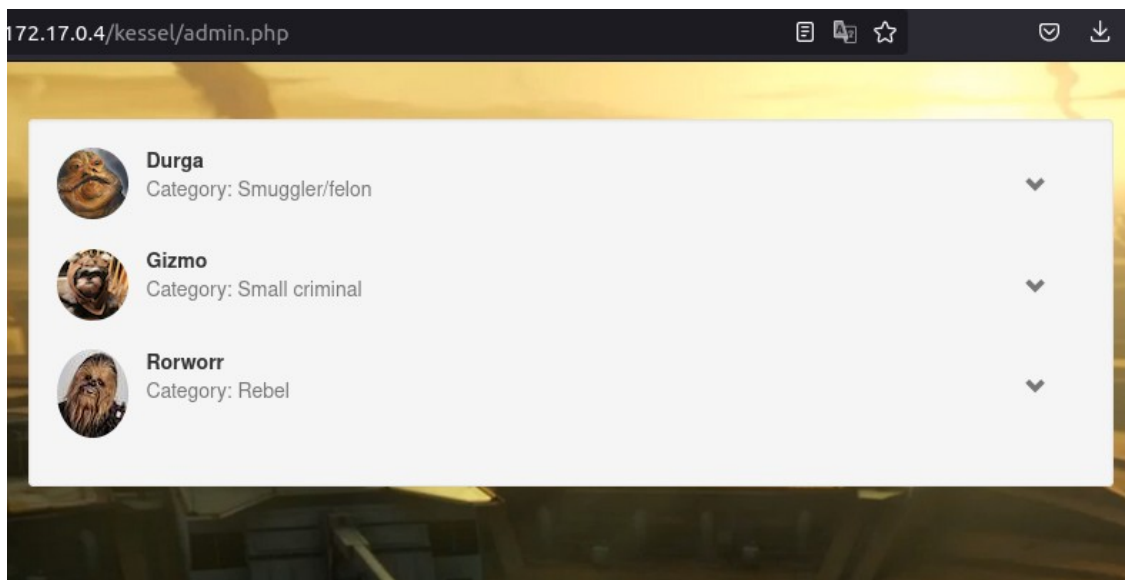 172.17.0.4/kessel/admin.php
Durga
Category: Smuggler/felon
Gizmo
Category: Small criminal
Rorworr
Category: Rebel